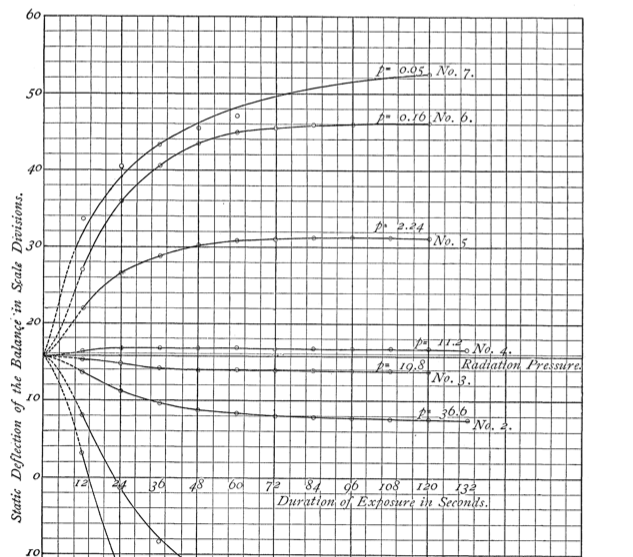 60
p= 0.05 No. 7.
50
p= 0.16 No. 6.
40
p= 2.24
30
No. 5
20
p= 11.2 No. 4.
Radiation Pressure.
p= 19.8
No. 3.
10
p= 36.6
No. 2.
0
12 24 36 48 60 72 84 96 108 120 132
Duration of Exposure in Seconds.
10
Static Deflection of the Balance in Scale Divisions.